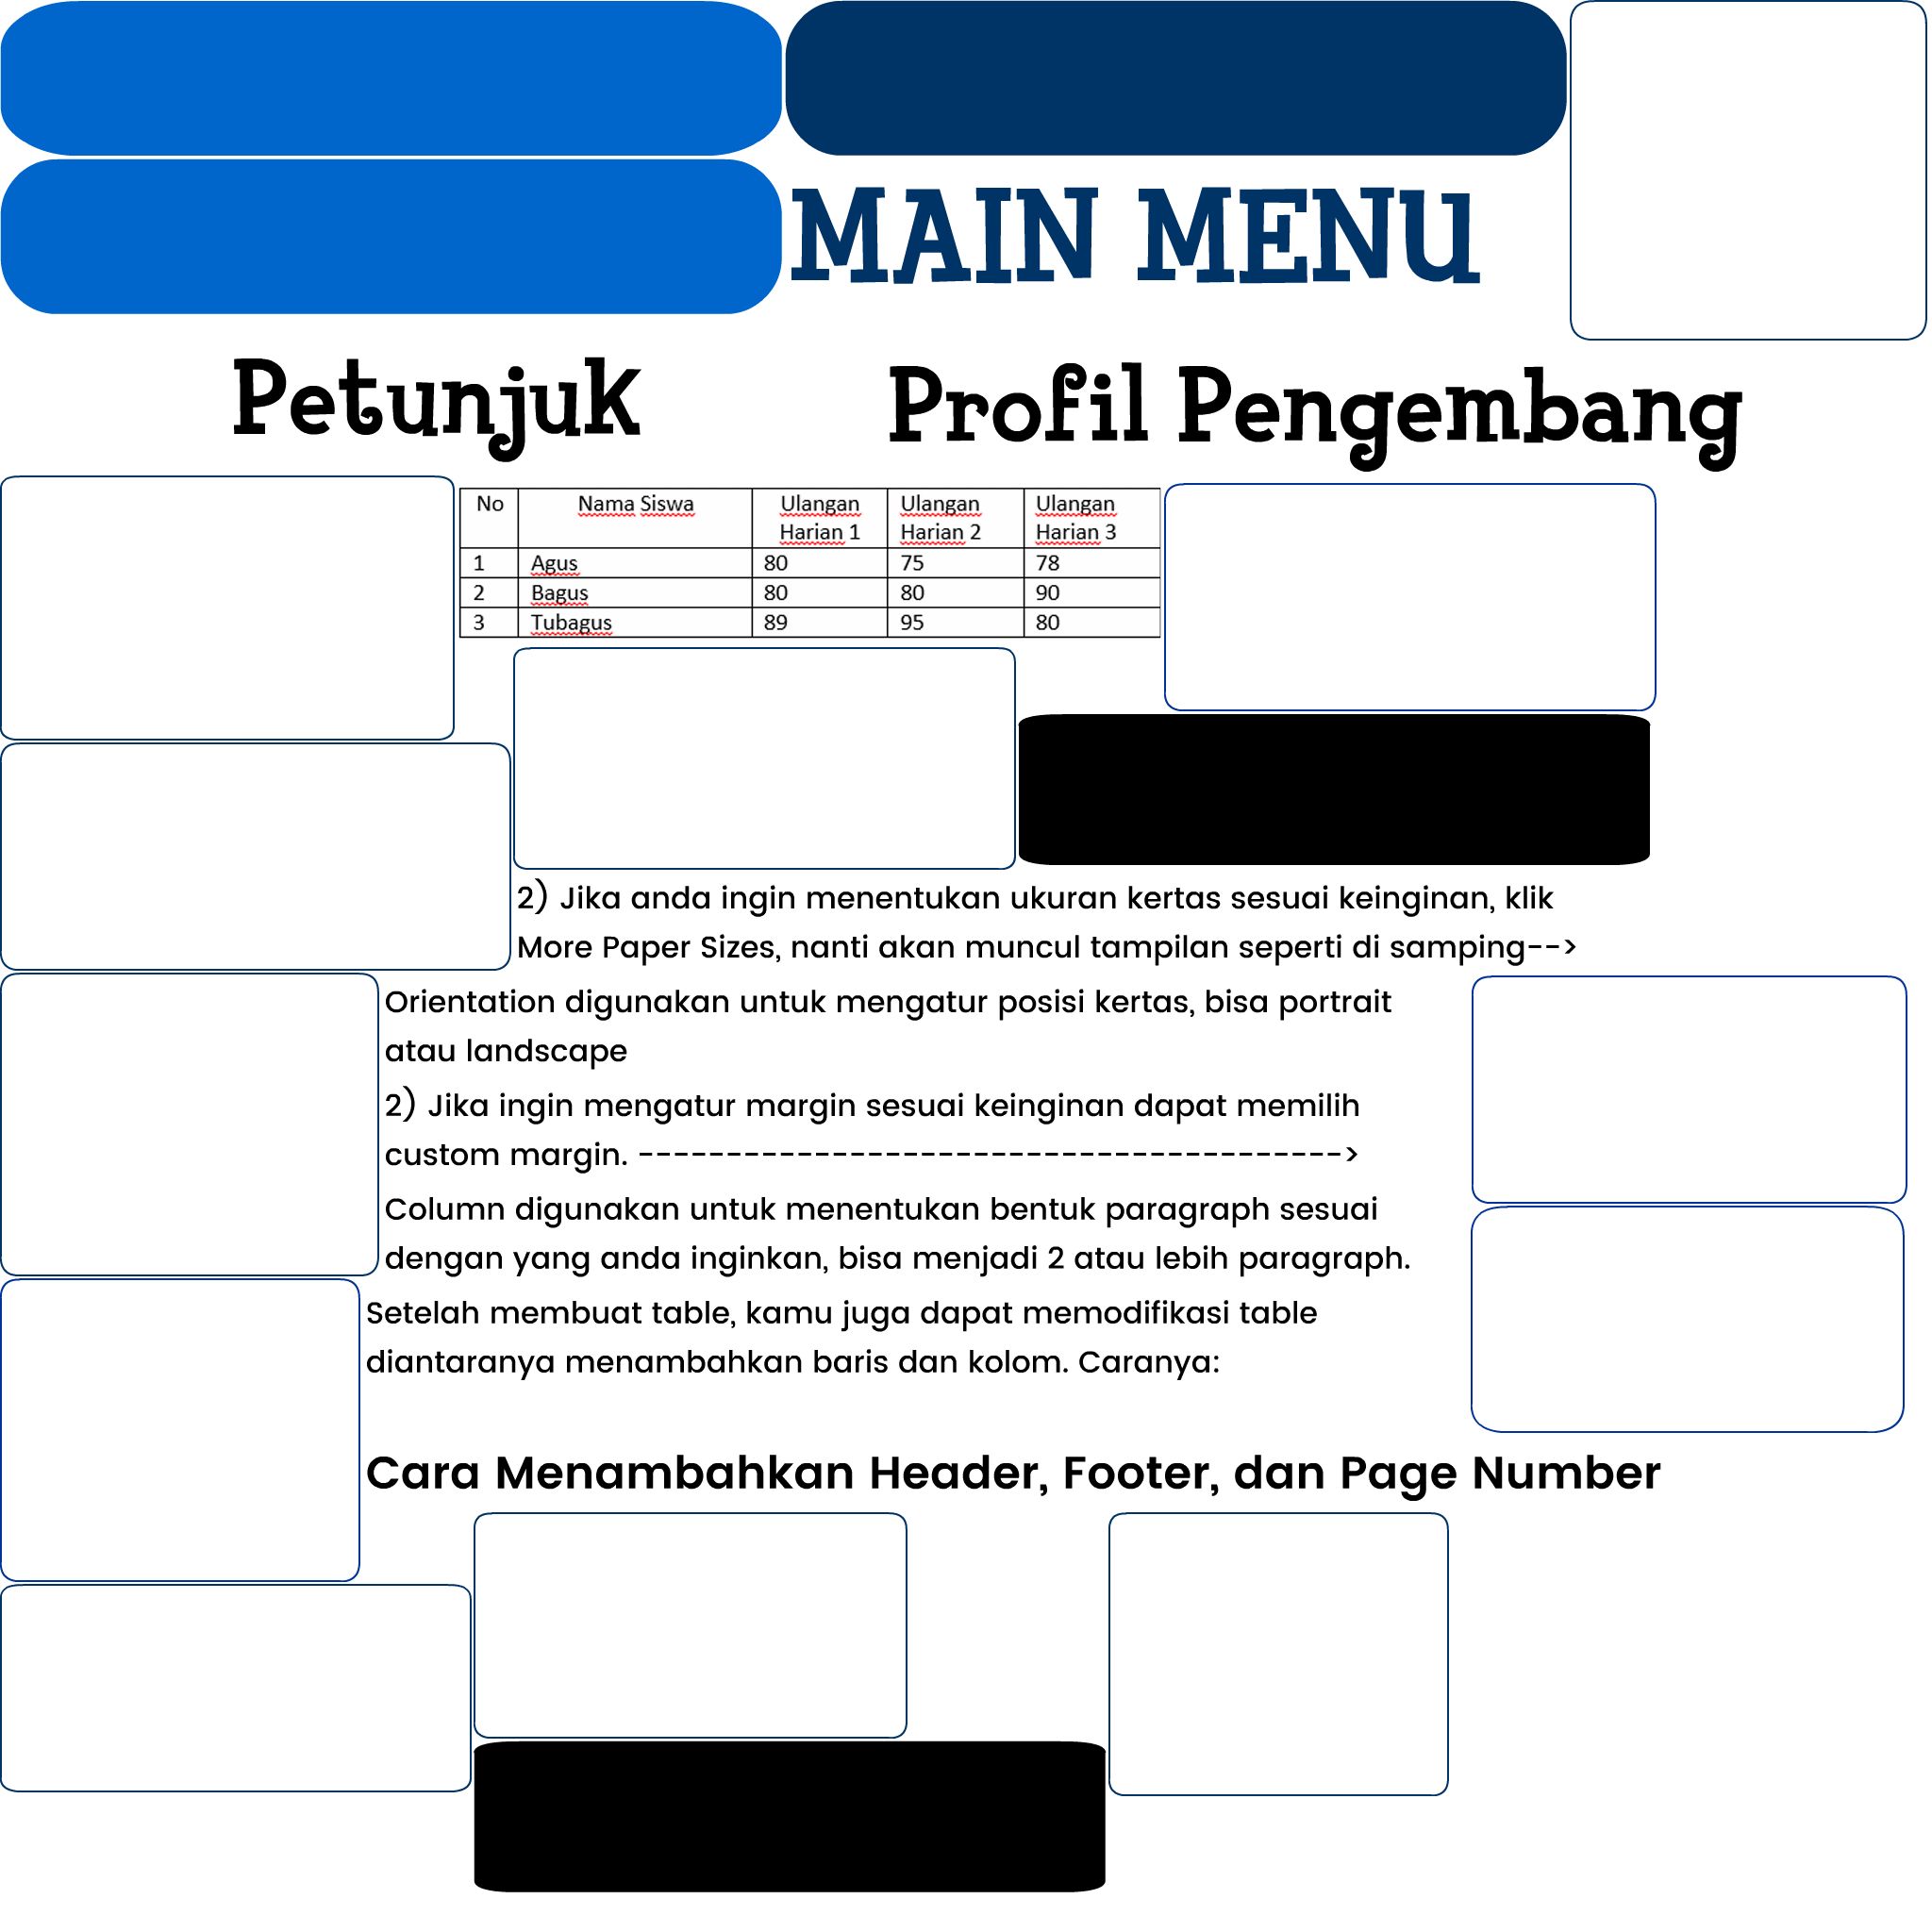 MAIN MENU
Petunjuk
Profil Pengembang
No Nama Siswa Ulangan Harian 1 Ulangan Harian 2 Ulangan Harian 3
1 Agus 80 75 78
2 Bagus 80 80 90
3 Tubagus 89 95 80
2) Jika anda ingin menentukan ukuran kertas sesuai keinginan, klik
More Paper Sizes, nanti akan muncul tampilan seperti di samping-->
Orientation digunakan untuk mengatur posisi kertas, bisa portrait
atau landscape
2) Jika ingin mengatur margin sesuai keinginan dapat memilih
custom margin. ---------------------------------------->
Column digunakan untuk menentukan bentuk paragraph sesuai
dengan yang anda inginkan, bisa menjadi 2 atau lebih paragraph.
Setelah membuat table, kamu juga dapat memodifikasi table
diantaranya menambahkan baris dan kolom. Caranya:
Cara Menambahkan Header, Footer, dan Page Number